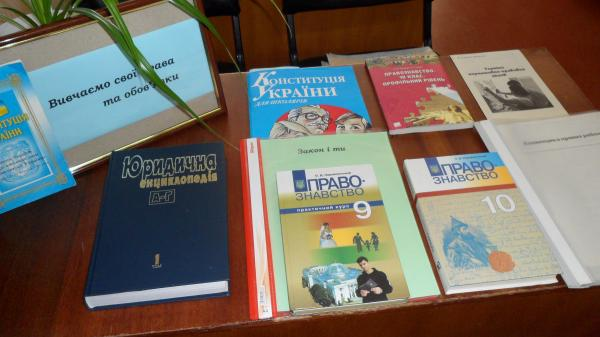 Вивчаємо свої права
та обов'язки
Юридична
енциклопедія
А-Г
1
ТОМ
Конституція
України
ДЛЯ ШКОЛЯРІВ
ПРАВОЗНАВСТВО
КЛАС
ПРОФІЛЬНИЙ РІВЕНЬ
Закон і ти
ПРАВО-
ЗНАВСТВО
практичний курс
9
ПРАВО-
ЗНАВСТВО
10